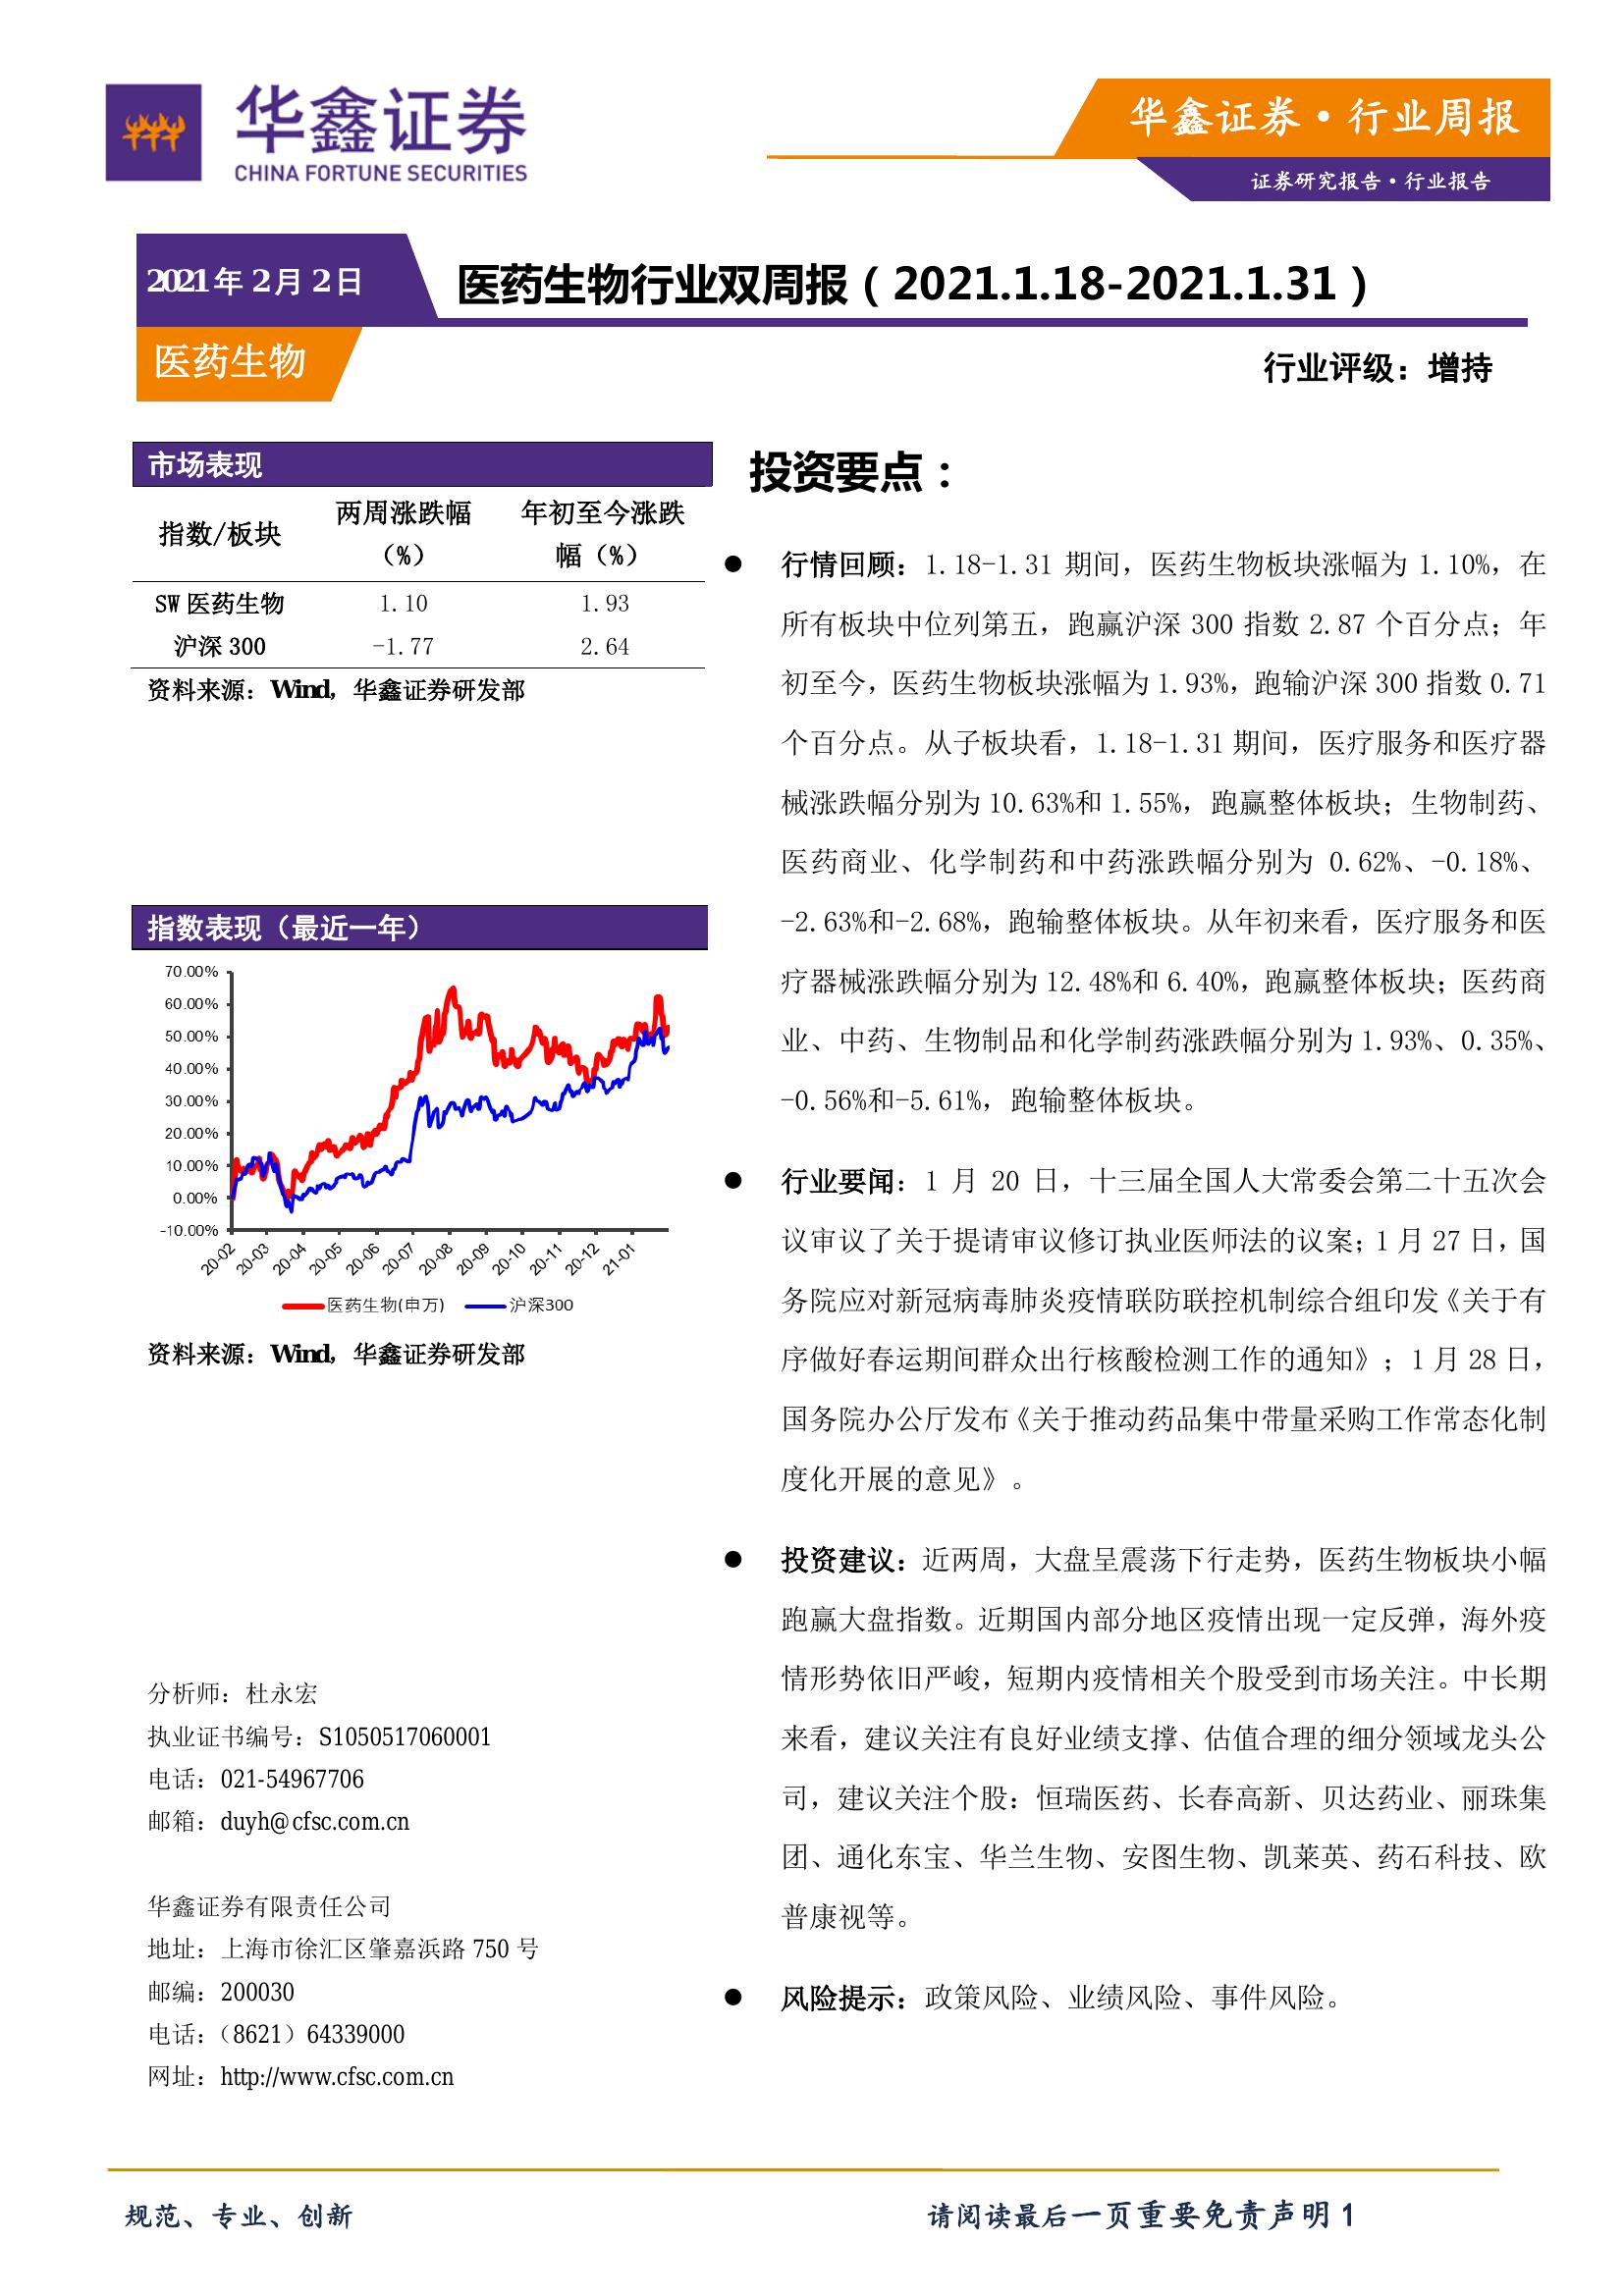 华鑫证券
CHINA FORTUNE SECURITIES
华鑫证券·行业周报
证券研究报告·行业报告
2021 年 2 月 2 日
医药生物行业双周报（2021.1.18-2021.1.31）
医药生物
行业评级：增持
市场表现
指数/板块 两周涨跌幅（%） 年初至今涨跌幅（%）
SW 医药生物 1.10 1.93
沪深 300 -1.77 2.64
资料来源：Wind，华鑫证券研发部
指数表现（最近一年）
70.00%
60.00%
50.00%
40.00%
30.00%
20.00%
10.00%
0.00%
-10.00%
20-02 20-03 20-04 20-05 20-06 20-07 20-08 20-09 20-10 20-11 20-12 21-01
医药生物(申万) 沪深300
资料来源：Wind，华鑫证券研发部
分析师：杜永宏
执业证书编号：S1050517060001
电话：021-54967706
邮箱：duyh@cfsc.com.cn
华鑫证券有限责任公司
地址：上海市徐汇区肇嘉浜路 750 号
邮编：200030
电话：（8621）64339000
网址：http://www.cfsc.com.cn
投资要点：
● 行情回顾：1.18-1.31 期间，医药生物板块涨幅为 1.10%，在
所有板块中位列第五，跑赢沪深 300 指数 2.87 个百分点；年
初至今，医药生物板块涨幅为 1.93%，跑输沪深 300 指数 0.71
个百分点。从子板块看，1.18-1.31 期间，医疗服务和医疗器
械涨跌幅分别为 10.63%和 1.55%，跑赢整体板块；生物制药、
医药商业、化学制药和中药涨跌幅分别为 0.62%、-0.18%、
-2.63%和-2.68%，跑输整体板块。从年初来看，医疗服务和医
疗器械涨跌幅分别为 12.48%和 6.40%，跑赢整体板块；医药商
业、中药、生物制品和化学制药涨跌幅分别为 1.93%、0.35%、
-0.56%和-5.61%，跑输整体板块。
● 行业要闻：1 月 20 日，十三届全国人大常委会第二十五次会
议审议了关于提请审议修订执业医师法的议案；1 月 27 日，国
务院应对新冠病毒肺炎疫情联防联控机制综合组印发《关于有
序做好春运期间群众出行核酸检测工作的通知》；1 月 28 日，
国务院办公厅发布《关于推动药品集中带量采购工作常态化制
度化开展的意见》。
● 投资建议：近两周，大盘呈震荡下行走势，医药生物板块小幅
跑赢大盘指数。近期国内部分地区疫情出现一定反弹，海外疫
情形势依旧严峻，短期内疫情相关个股受到市场关注。中长期
来看，建议关注有良好业绩支撑、估值合理的细分领域龙头公
司，建议关注个股：恒瑞医药、长春高新、贝达药业、丽珠集
团、通化东宝、华兰生物、安图生物、凯莱英、药石科技、欧
普康视等。
● 风险提示：政策风险、业绩风险、事件风险。
规范、专业、创新
请阅读最后一页重要免责声明 1